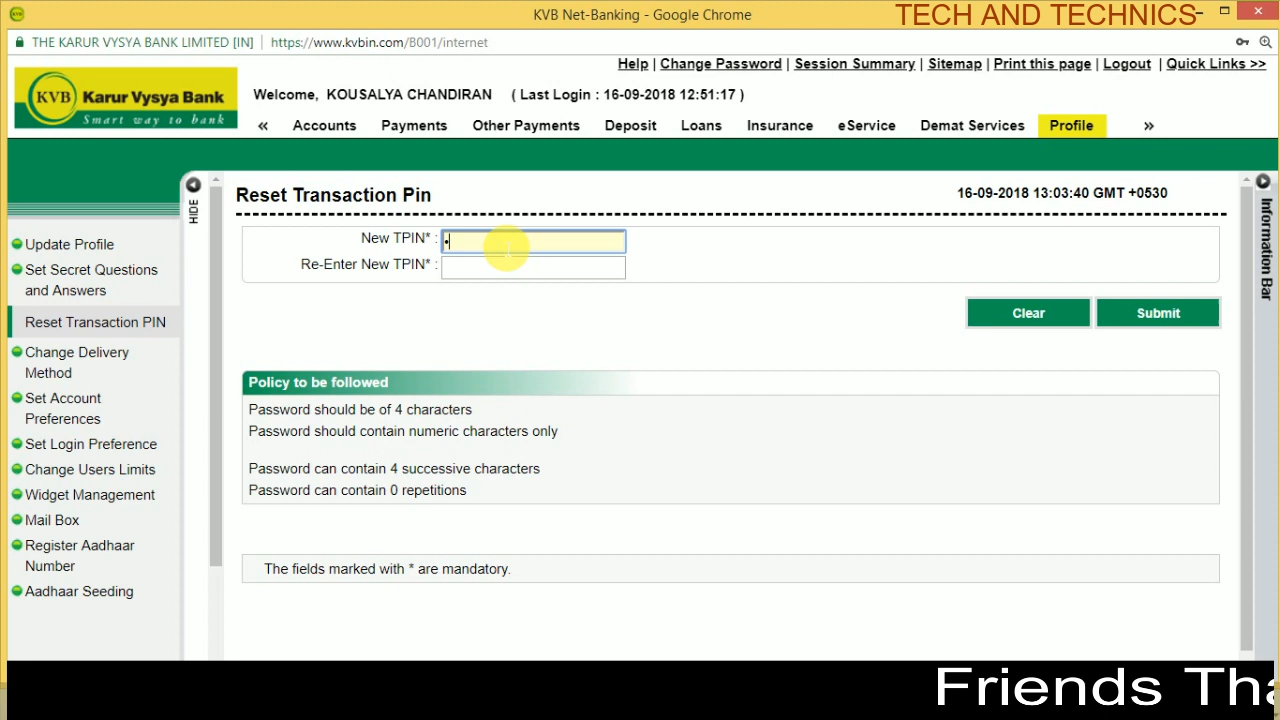 KVB Net-Banking - Google Chrome
TECH AND TECHNICS
THE KARUR VYSYA BANK LIMITED [IN] | https://www.kvbin.com/B001/internet
Help | Change Password | Session Summary | Sitemap | Print this page | Logout | Quick Links >>
KVB Karur Vysya Bank
Smart way to bank
Welcome, KOUSALYA CHANDIRAN ( Last Login : 16-09-2018 12:51:17 )
« Accounts Payments Other Payments Deposit Loans Insurance eService Demat Services Profile »
HIDE
Update Profile
Set Secret Questions
and Answers
Reset Transaction PIN
Change Delivery
Method
Set Account
Preferences
Set Login Preference
Change Users Limits
Widget Management
Mail Box
Register Aadhaar
Number
Aadhaar Seeding
Reset Transaction Pin
16-09-2018 13:03:40 GMT +0530
New TPIN* :
Re-Enter New TPIN* :
Clear Submit
Policy to be followed
Password should be of 4 characters
Password should contain numeric characters only
Password can contain 4 successive characters
Password can contain 0 repetitions
The fields marked with * are mandatory.
Information Bar
Friends Tha